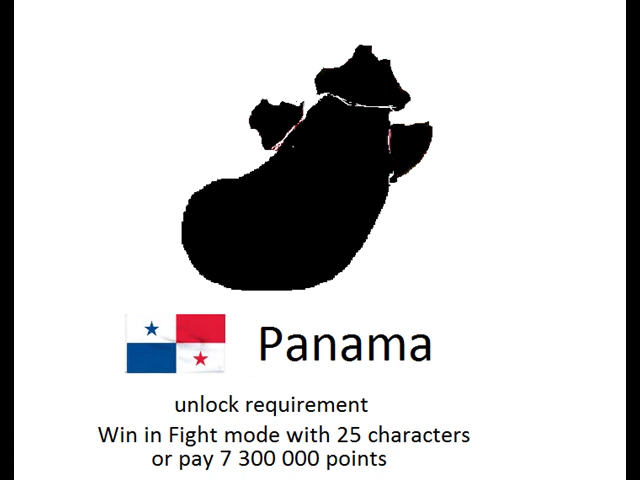 Panama
unlock requirement
Win in Fight mode with 25 characters
or pay 7 300 000 points